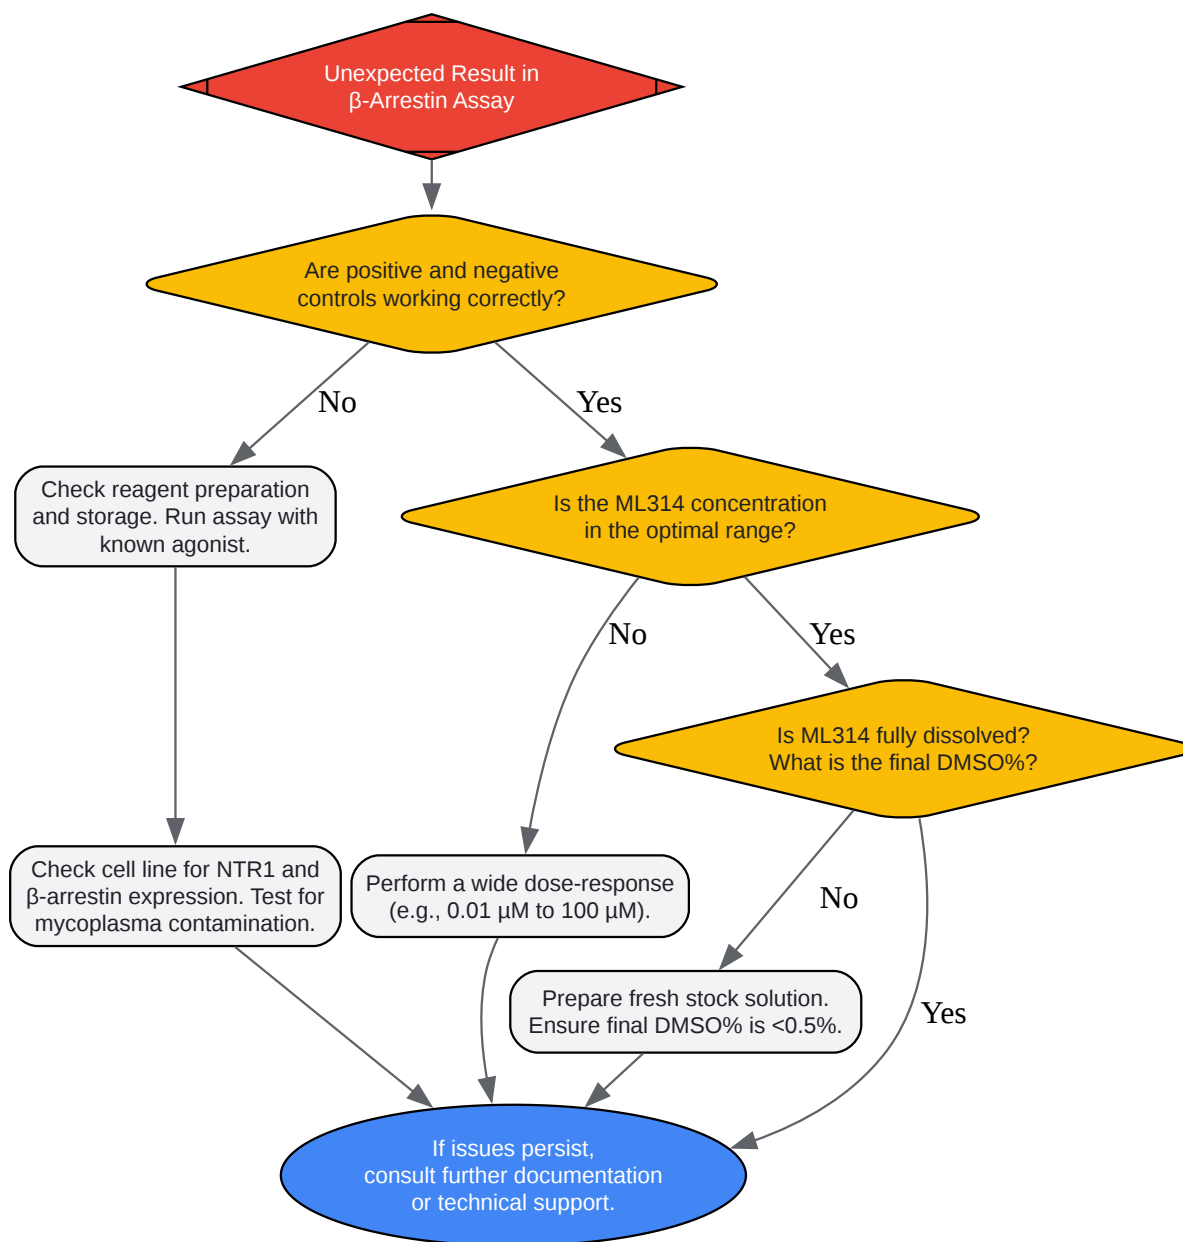 Unexpected Result in
β-Arrestin Assay
Are positive and negative
controls working correctly?
No
Yes
Check reagent preparation
and storage. Run assay with
known agonist.
Is the ML314 concentration
in the optimal range?
No
Yes
Is ML314 fully dissolved?
What is the final DMSO%?
Check cell line for NTR1 and
β-arrestin expression. Test for
mycoplasma contamination.
Perform a wide dose-response
(e.g., 0.01 µM to 100 µM).
No
Yes
Prepare fresh stock solution.
Ensure final DMSO% is <0.5%.
If issues persist,
consult further documentation
or technical support.